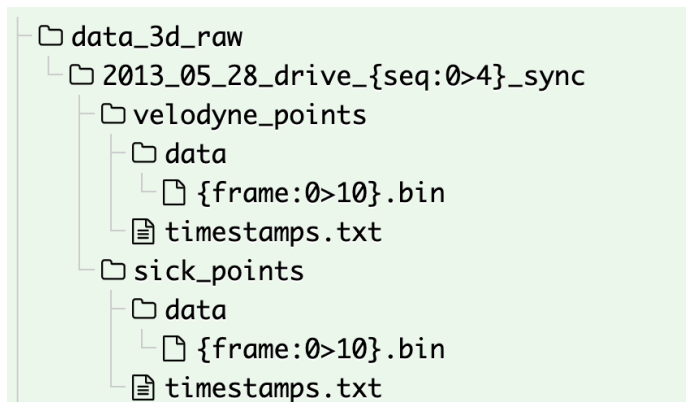 data_3d_raw
2013_05_28_drive_{seq:0>4}_sync
velodyne_points
data
{frame:0>10}.bin
timestamps.txt
sick_points
data
{frame:0>10}.bin
timestamps.txt